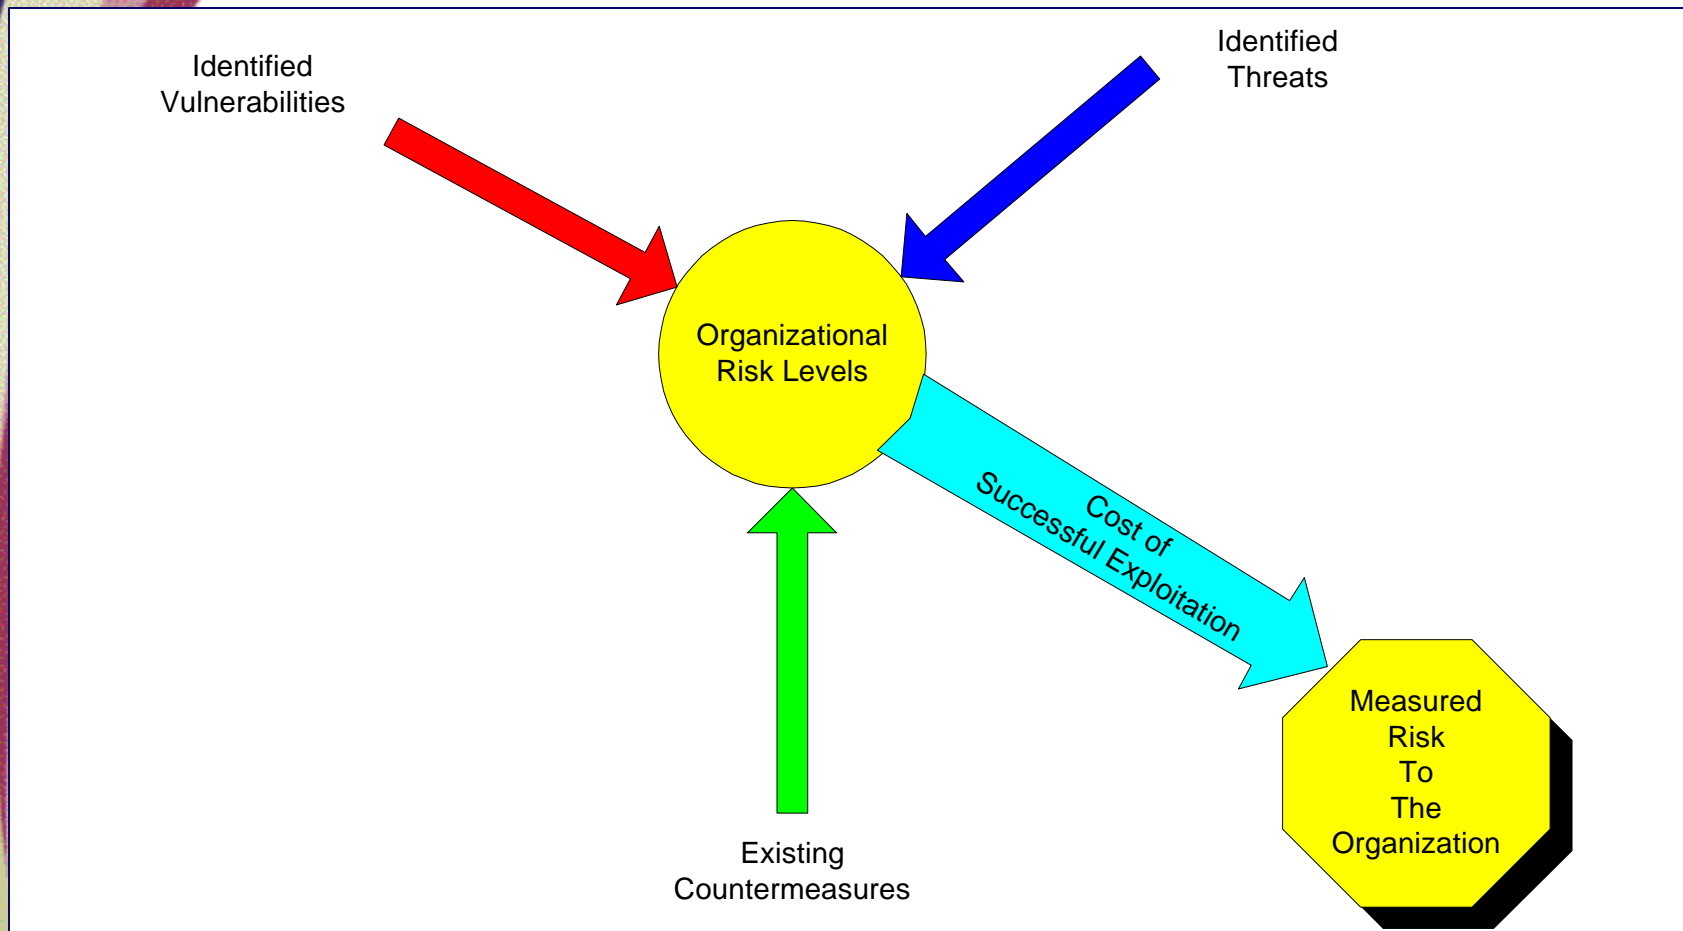 Identified
Vulnerabilities
Identified
Threats
Organizational
Risk Levels
Cost of
Successful Exploitation
Measured
Risk
To
The
Organization
Existing
Countermeasures